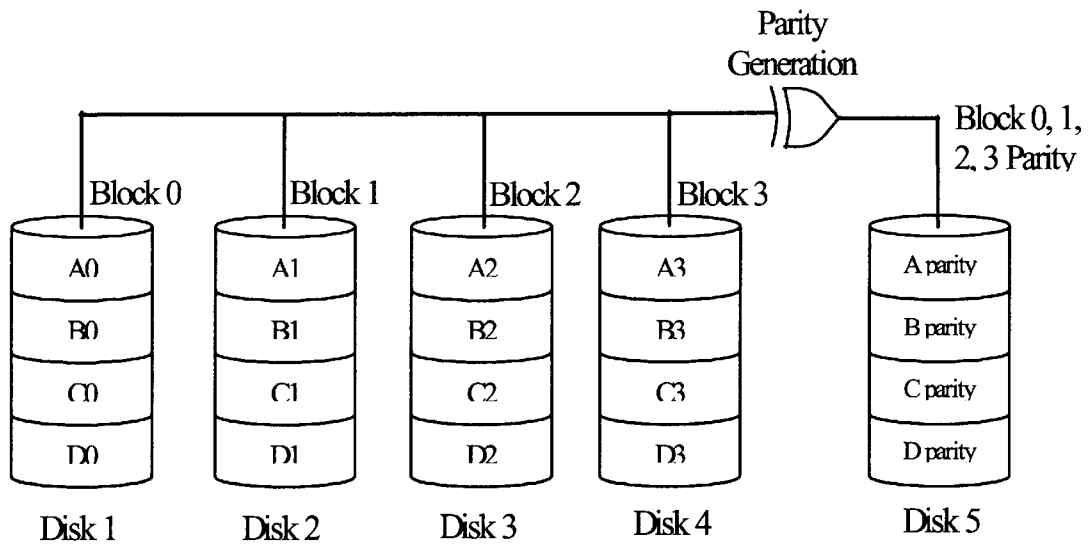 Parity
Generation
Block 0, 1,
2, 3 Parity
Block 0
Block 1
Block 2
Block 3
A0
A1
A2
A3
A parity
B0
B1
B2
B3
B parity
C0
C1
C2
C3
C parity
D0
D1
D2
D3
D parity
Disk 1
Disk 2
Disk 3
Disk 4
Disk 5